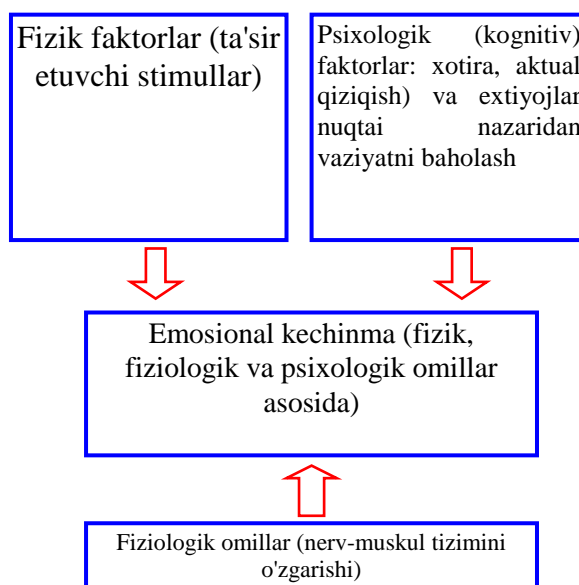 Fizik faktorlar (ta'sir
etuvchi stimullar)
Psixologik (kognitiv)
faktorlar: xotira, aktual
qiziqish) va extiyojlar
nuqtai nazaridan
vaziyatni baholash
Emosional kechinma (fizik,
fiziologik va psixologik omillar
asosida)
Fiziologik omillar (nerv-muskul tizimini
o'zgarishi)